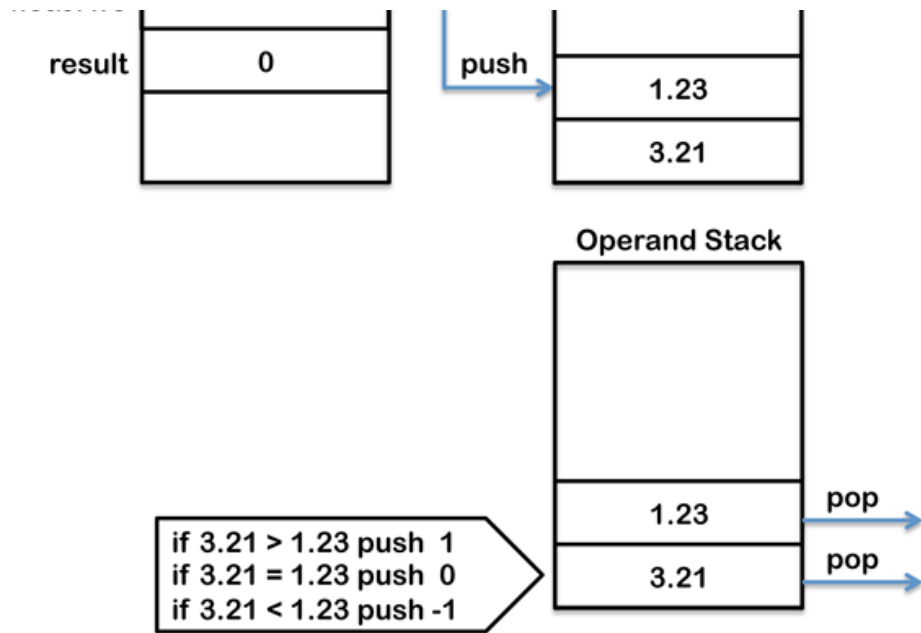 result
0
push
1.23
3.21
Operand Stack
1.23
pop
if 3.21 > 1.23 push 1
if 3.21 = 1.23 push 0
if 3.21 < 1.23 push -1
3.21
pop